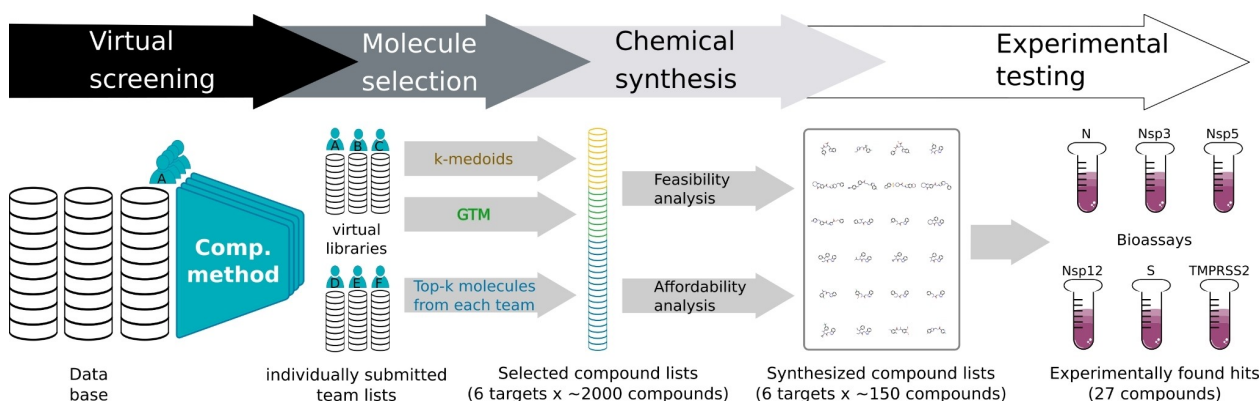 Virtual
screening
Molecule
selection
Chemical
synthesis
Experimental
testing
A
Comp.
method
Data
base
A B C
virtual
libraries
D E F
individually submitted
team lists
k-medoids
GTM
Top-k molecules
from each team
Selected compound lists
(6 targets x ~2000 compounds)
Feasibility
analysis
Affordability
analysis
Synthesized compound lists
(6 targets x ~150 compounds)
N Nsp3 Nsp5
Bioassays
Nsp12 S TMPRSS2
Experimentally found hits
(27 compounds)